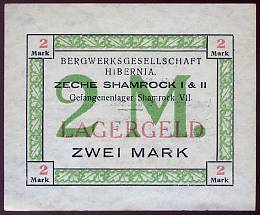 2 Mark
2 Mark
BERGWERKSGESELLSCHAFT
HIBERNIA.
ZECHE SHAMROCK I & II
Gefangenenlager Shamrock VII.
2 M.
LAGERGELD
ZWEI MARK
2 Mark
2 Mark